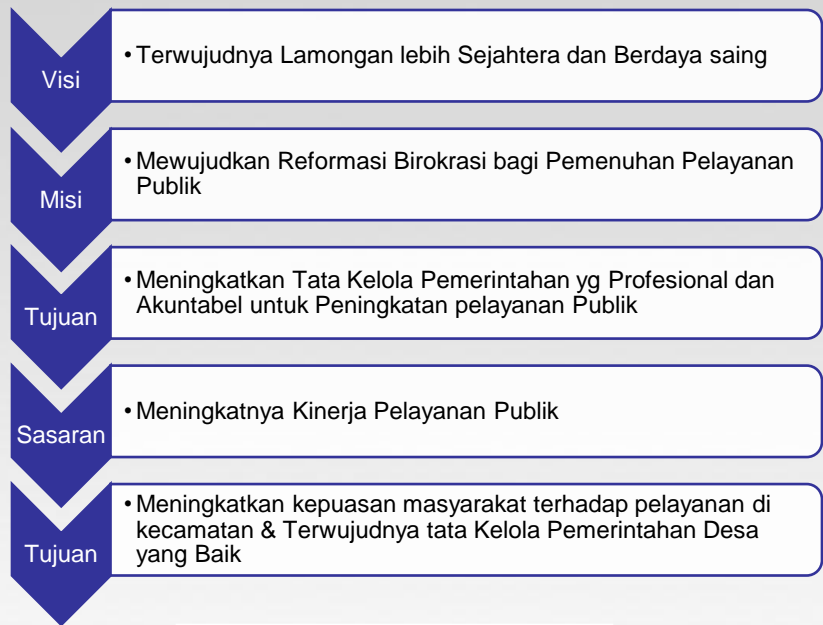 Visi
• Terwujudnya Lamongan lebih Sejahtera dan Berdaya saing
Misi
• Mewujudkan Reformasi Birokrasi bagi Pemenuhan Pelayanan
Publik
Tujuan
• Meningkatkan Tata Kelola Pemerintahan yg Profesional dan
Akuntabel untuk Peningkatan pelayanan Publik
Sasaran
• Meningkatnya Kinerja Pelayanan Publik
Tujuan
• Meningkatkan kepuasan masyarakat terhadap pelayanan di
kecamatan & Terwujudnya tata Kelola Pemerintahan Desa
yang Baik